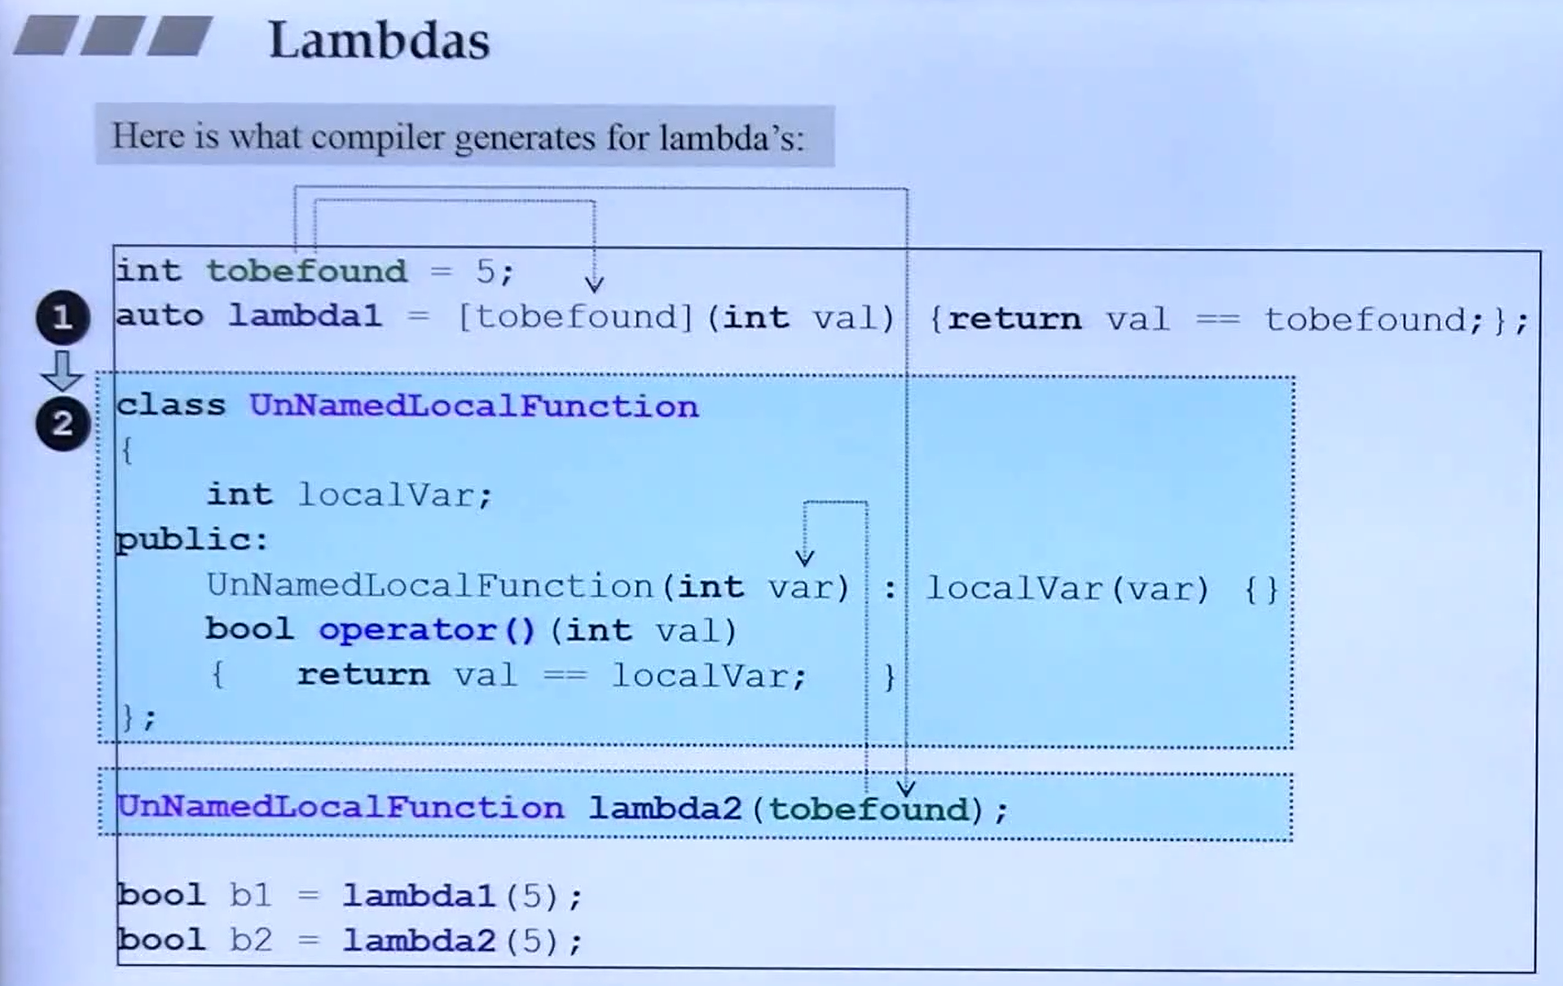 Lambdas
Here is what compiler generates for lambda's:
int tobefound = 5;
1 auto lambda1 = [tobefound](int val) {return val == tobefound;};
2 class UnNamedLocalFunction
{
int localVar;
public:
UnNamedLocalFunction(int var) : localVar(var) {}
bool operator()(int val)
{ return val == localVar; }
};
UnNamedLocalFunction lambda2(tobefound);
bool b1 = lambda1(5);
bool b2 = lambda2(5);